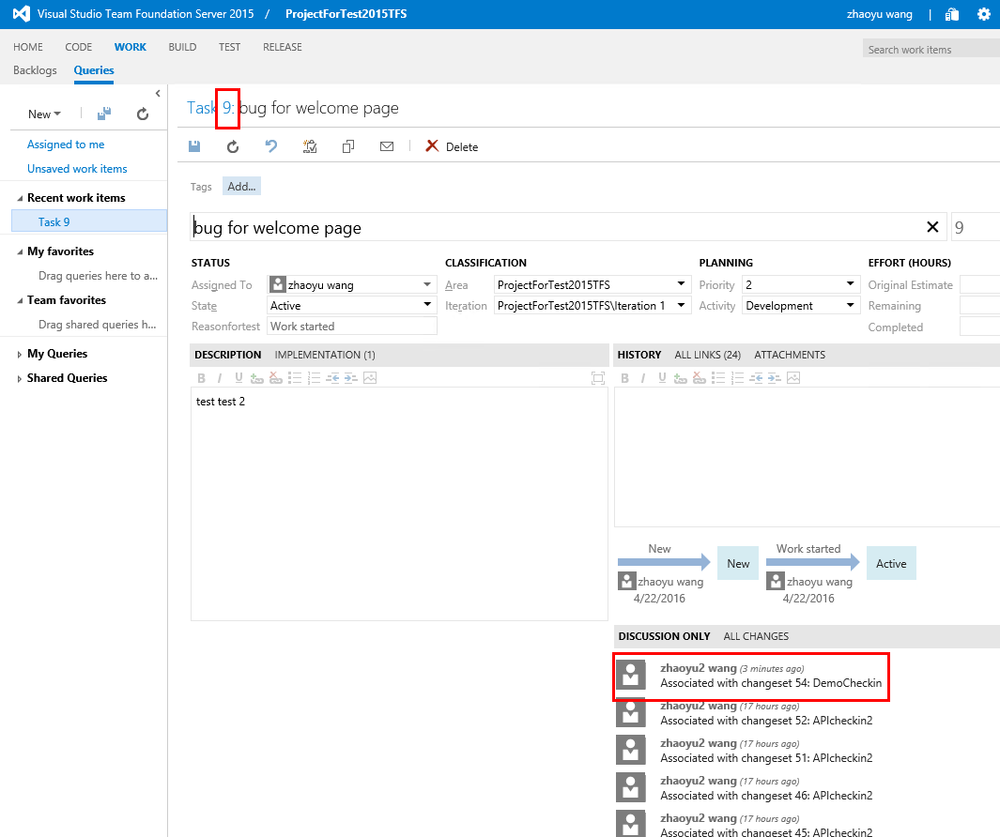 Visual Studio Team Foundation Server 2015 / ProjectForTest2015TFS zhaoyu wang |
HOME CODE WORK BUILD TEST RELEASE Search work items
Backlogs Queries
New
Assigned to me
Unsaved work items
Recent work items
Task 9
My favorites
Drag queries here to a...
Team favorites
Drag shared queries h...
My Queries
Shared Queries
Task 9: bug for welcome page
Delete
Tags Add...
bug for welcome page 9
STATUS
Assigned To zhaoyu wang
State Active
Reasonfortest Work started
CLASSIFICATION
Area ProjectForTest2015TFS
Iteration ProjectForTest2015TFS\Iteration 1
PLANNING
Priority 2
Activity Development
EFFORT (HOURS)
Original Estimate
Remaining
Completed
DESCRIPTION IMPLEMENTATION (1)
B I U
test test 2
HISTORY ALL LINKS (24) ATTACHMENTS
B I U
New New Work started Active
zhaoyu wang zhaoyu wang
4/22/2016 4/22/2016
DISCUSSION ONLY ALL CHANGES
zhaoyu2 wang (3 minutes ago)
Associated with changeset 54: DemoCheckin
zhaoyu2 wang (17 hours ago)
Associated with changeset 52: APIcheckin2
zhaoyu2 wang (17 hours ago)
Associated with changeset 51: APIcheckin2
zhaoyu2 wang (17 hours ago)
Associated with changeset 46: APIcheckin2
zhaoyu2 wang (17 hours ago)
Associated with changeset 45: APIcheckin2